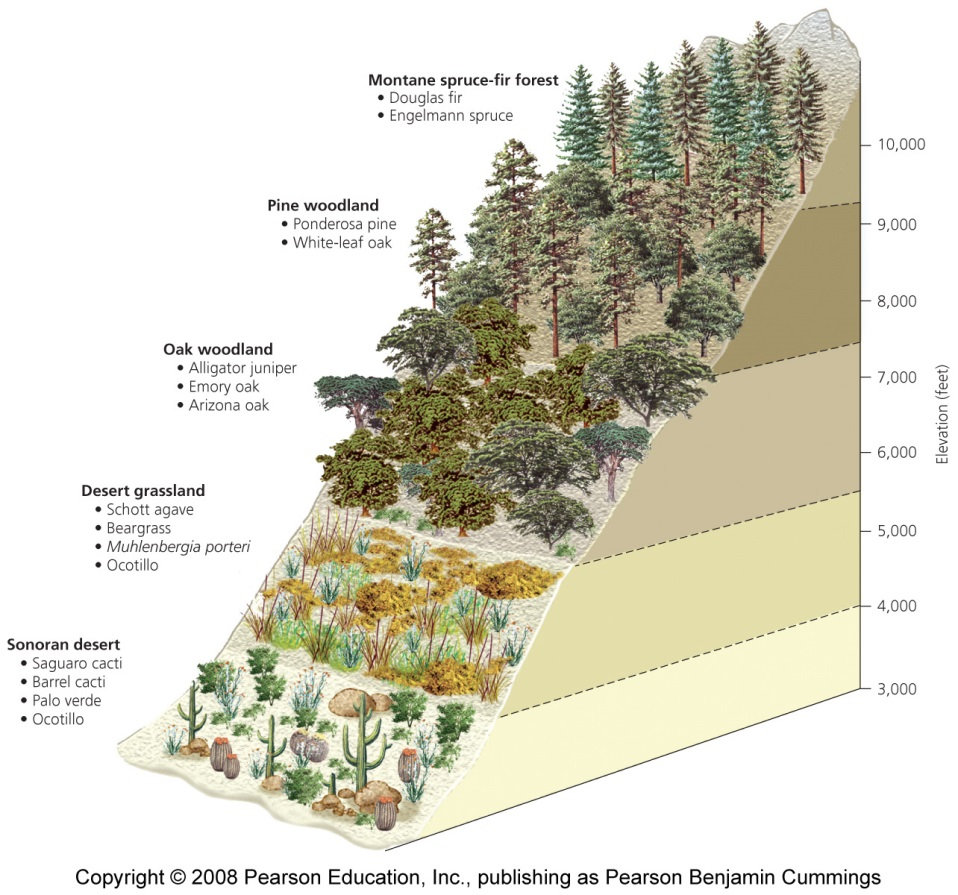 Montane spruce-fir forest
• Douglas fir
• Engelmann spruce
10,000
Pine woodland
• Ponderosa pine
• White-leaf oak
9,000
8,000
Oak woodland
• Alligator juniper
• Emory oak
• Arizona oak
7,000
Elevation (feet)
6,000
Desert grassland
• Schott agave
• Beargrass
• Muhlenbergia porteri
• Ocotillo
5,000
4,000
Sonoran desert
• Saguaro cacti
• Barrel cacti
• Palo verde
• Ocotillo
3,000
Copyright © 2008 Pearson Education, Inc., publishing as Pearson Benjamin Cummings